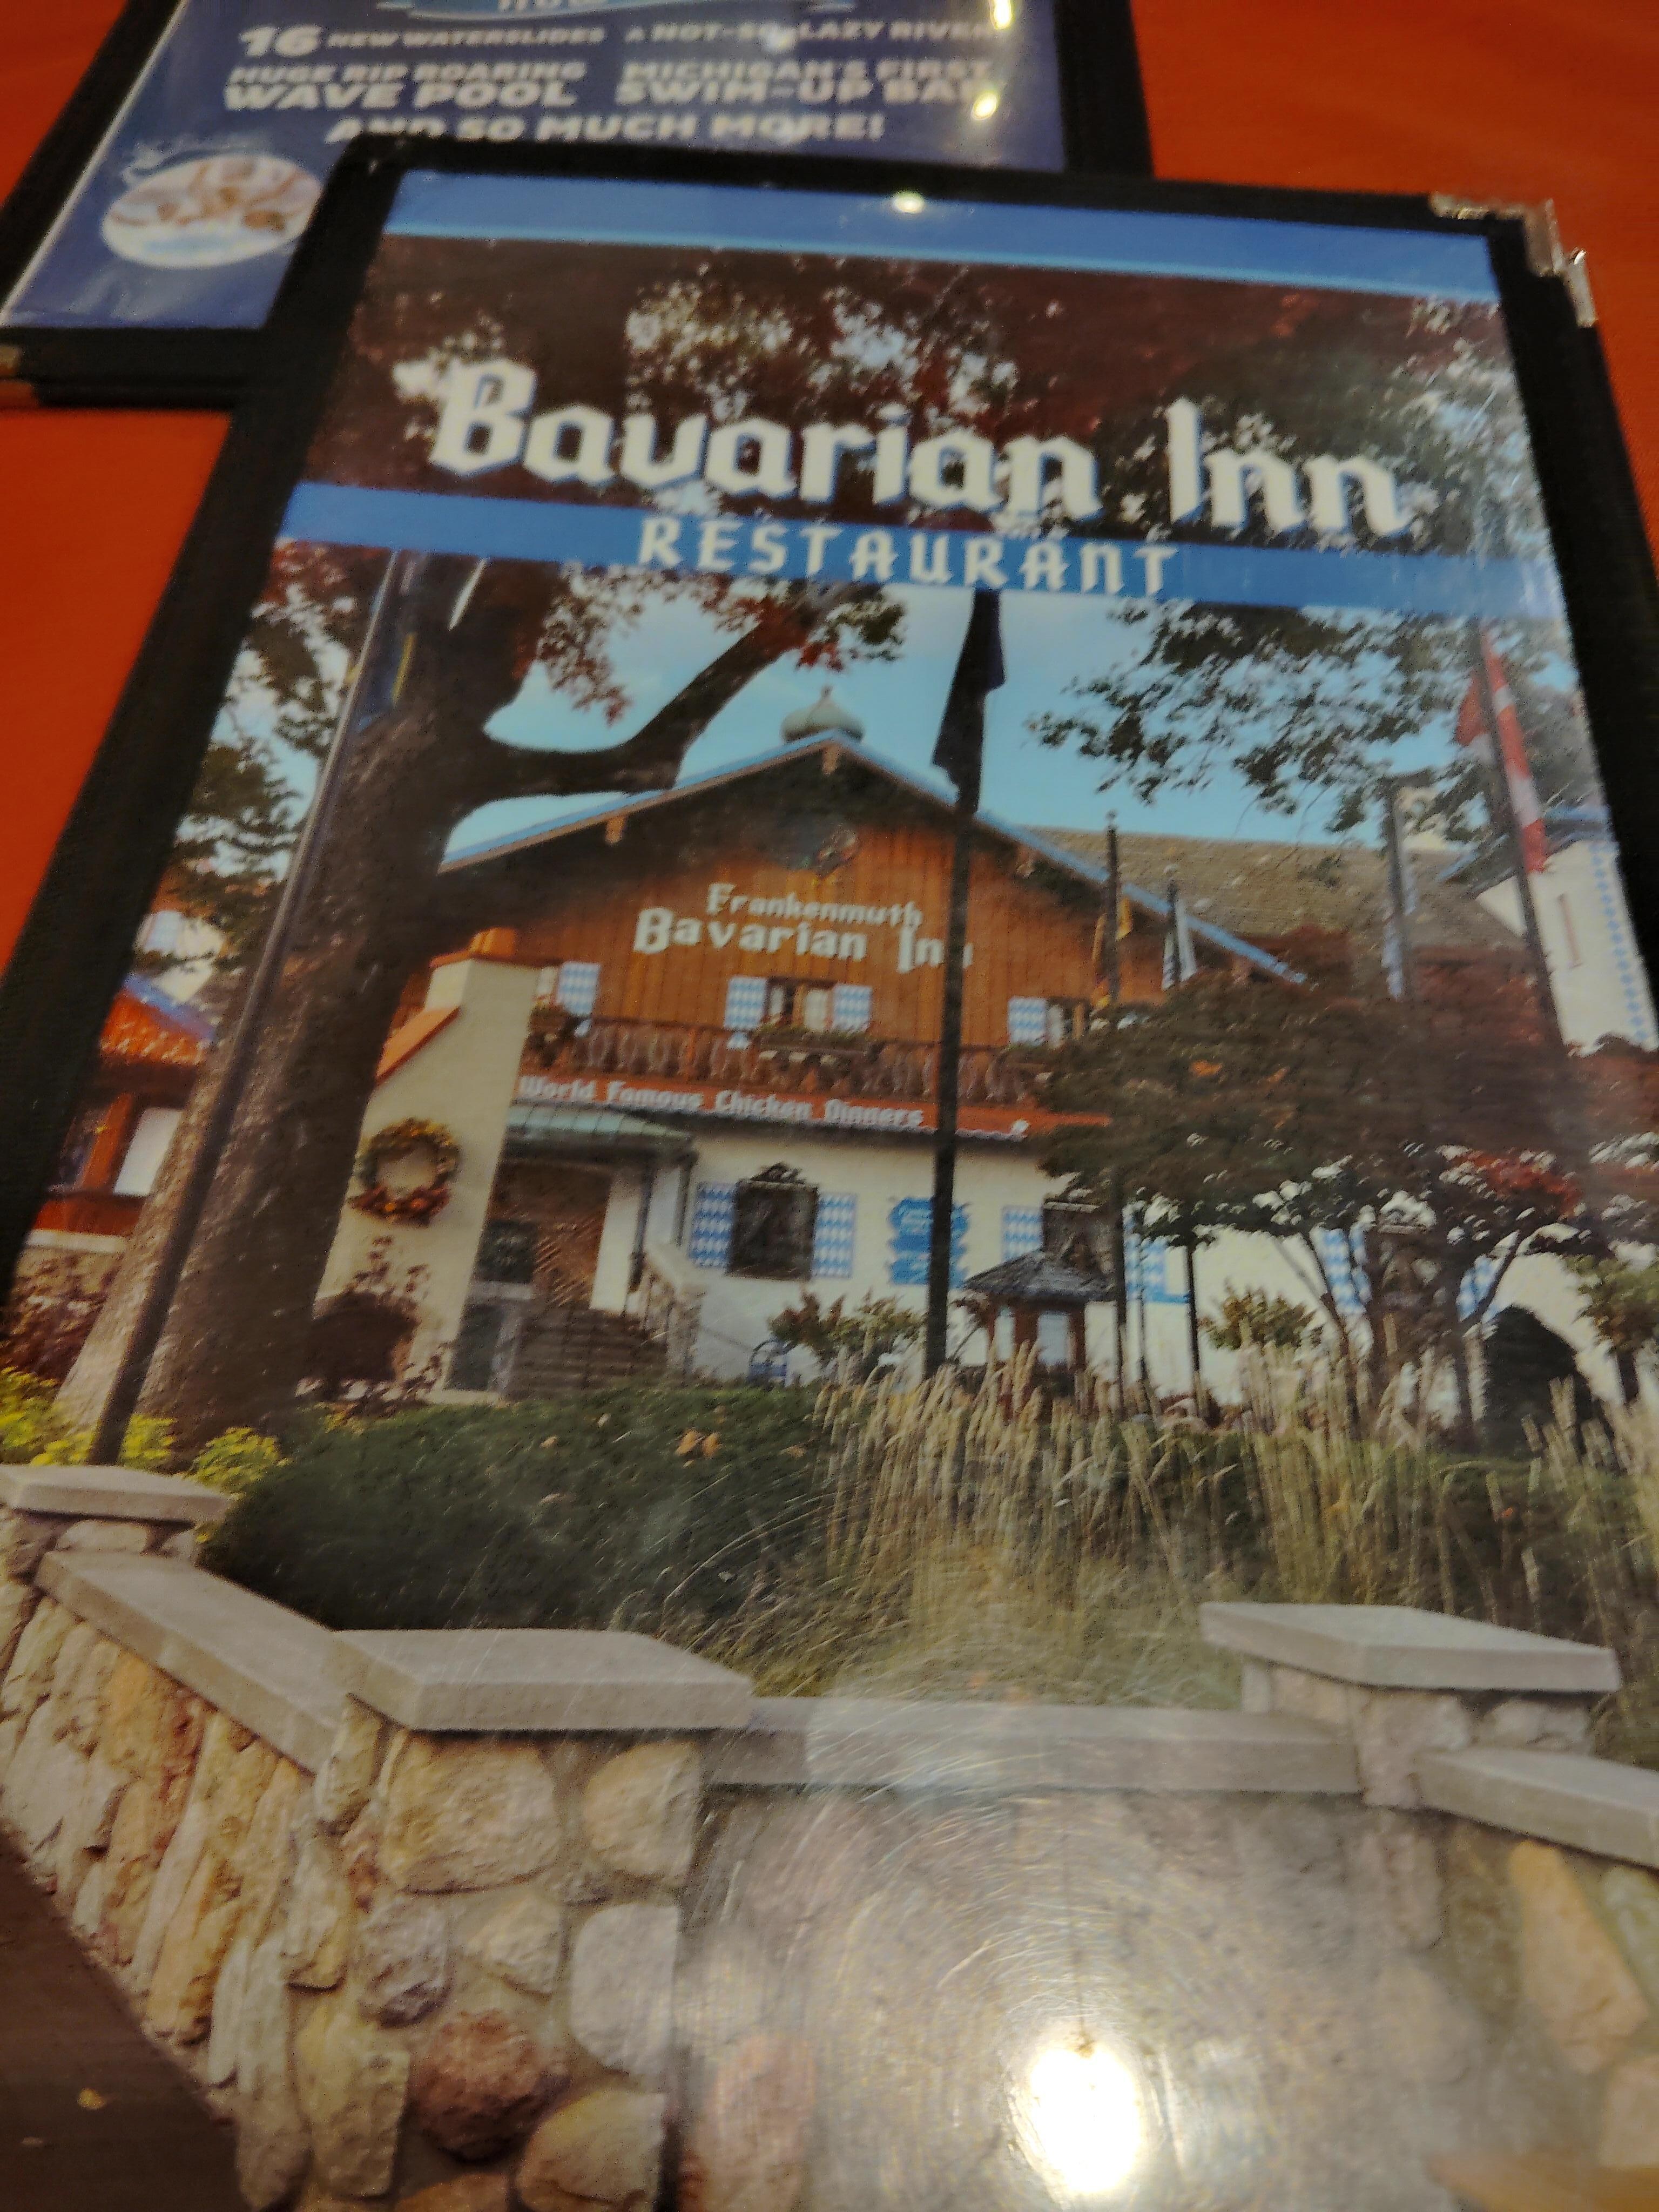 16 NEW WATERSLIDES A NOT-SO-LAZY RIVER
HUGE RIP ROARING MICHIGAN'S FIRST
WAVE POOL SWIM-UP BAR
AND SO MUCH MORE!
Bavarian Inn
RESTAURANT
Frankenmuth
Bavarian Inn
World Famous Chicken Dinners